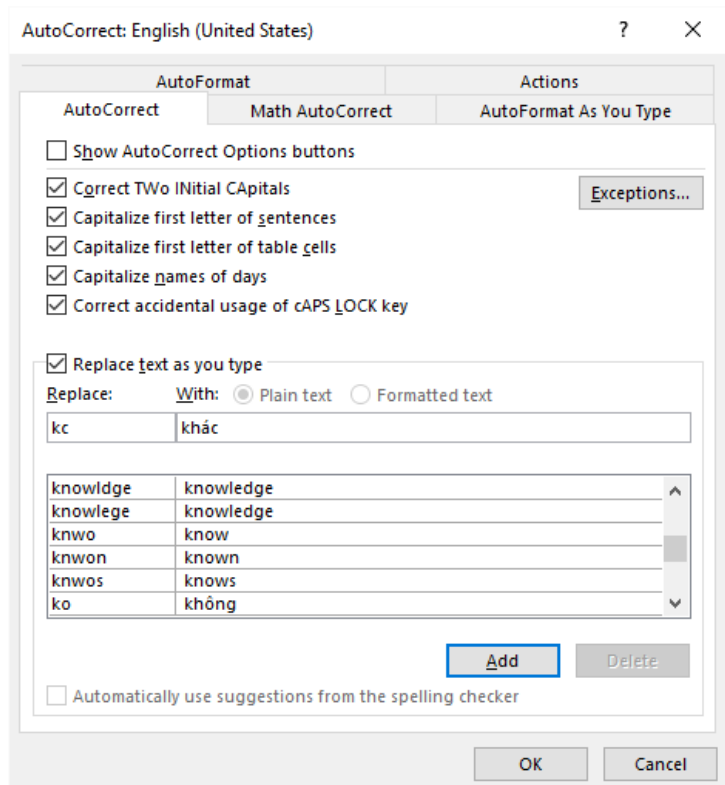 AutoCorrect: English (United States) ? ×
AutoFormat Actions
AutoCorrect Math AutoCorrect AutoFormat As You Type
Show AutoCorrect Options buttons
Correct TWo INitial CApitals Exceptions...
Capitalize first letter of sentences
Capitalize first letter of table cells
Capitalize names of days
Correct accidental usage of cAPS LOCK key
Replace text as you type
Replace: With: Plain text Formatted text
kc khác
knowldge knowledge
knowlege knowledge
knwo know
knwon known
knwos knows
ko không
Add Delete
Automatically use suggestions from the spelling checker
OK Cancel